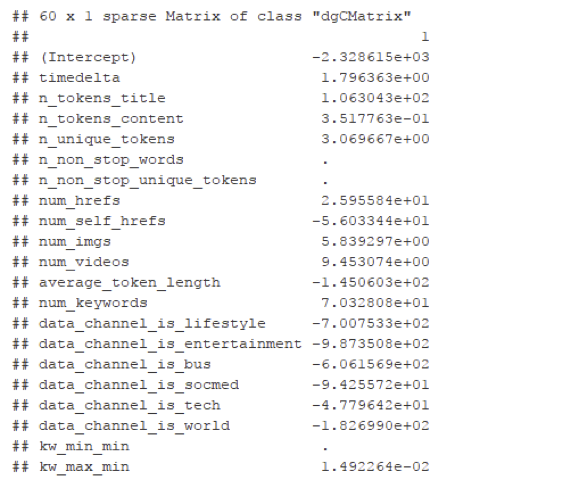 ## 60 x 1 sparse Matrix of class "dgCMatrix"
## 1
## (Intercept) -2.328615e+03
## timedelta 1.796363e+00
## n_tokens_title 1.063043e+02
## n_tokens_content 3.517763e-01
## n_unique_tokens 3.069667e+00
## n_non_stop_words .
## n_non_stop_unique_tokens .
## num_hrefs 2.595584e+01
## num_self_hrefs -5.603344e+01
## num_imgs 5.839297e+00
## num_videos 9.453074e+00
## average_token_length -1.450603e+02
## num_keywords 7.032808e+01
## data_channel_is_lifestyle -7.007533e+02
## data_channel_is_entertainment -9.873508e+02
## data_channel_is_bus -6.061569e+02
## data_channel_is_socmed -9.425572e+01
## data_channel_is_tech -4.779642e+01
## data_channel_is_world -1.826990e+02
## kw_min_min .
## kw_max_min 1.492264e-02